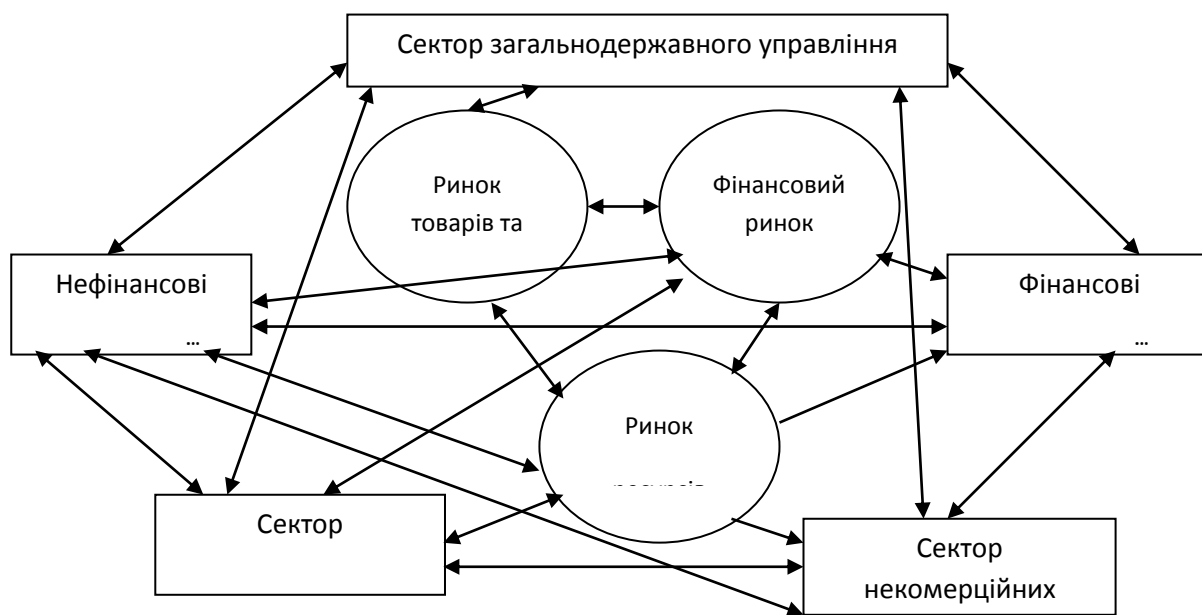 Сектор загальнодержавного управління
Ринок
товарів та
Фінансовий
ринок
Нефінансові
...
Фінансові
...
Ринок
Сектор
Сектор
некомерційних